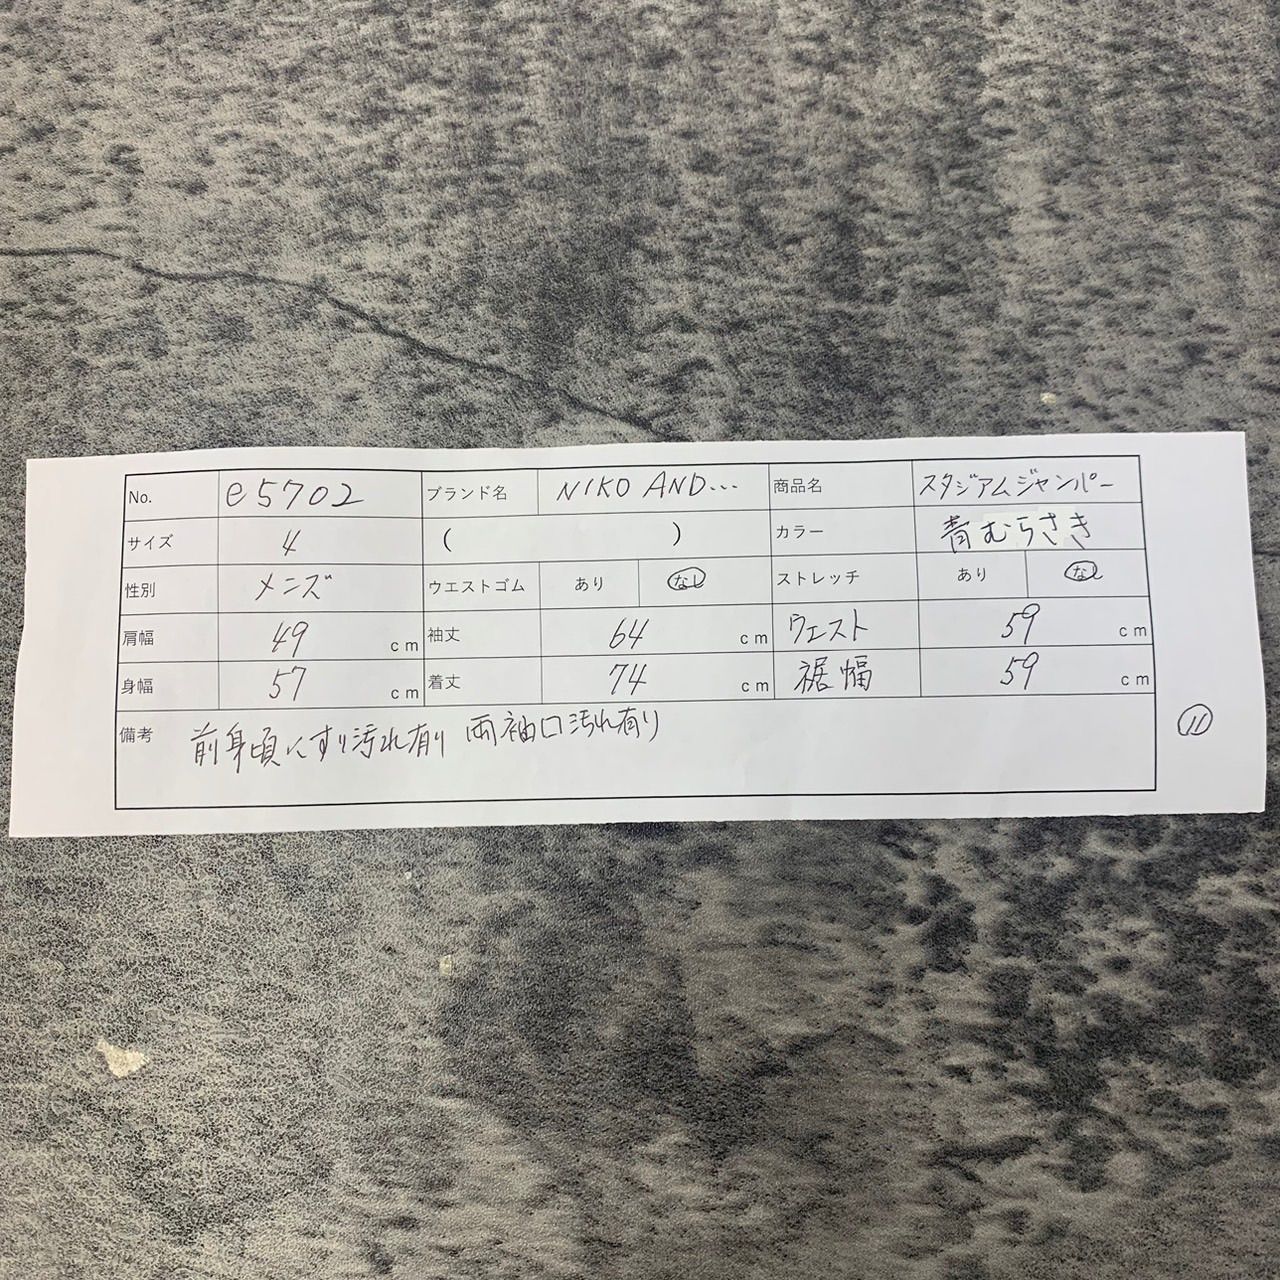 No. e5702 ブランド名 NIKO AND... 商品名 スタジアムジャンパー
サイズ 4 ( ) カラー 青むらさき
性別 メンズ ウエストゴム あり なし ストレッチ あり なし
肩幅 49 cm 袖丈 64 cm ウエスト 59 cm
身幅 57 cm 着丈 74 cm 裾幅 59 cm
備考 前身頃にすり汚れ有り 両袖口汚れ有り
⑪